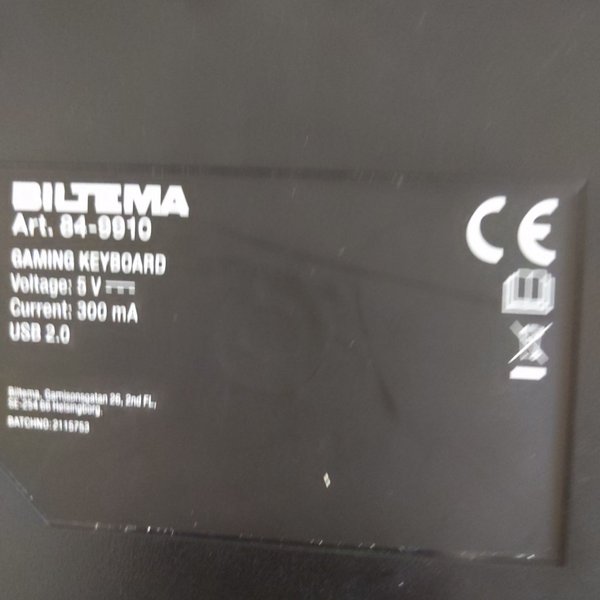 BILTEMA
Art. 84-9910
GAMING KEYBOARD
Voltage: 5 V
Current: 300 mA
USB 2.0
Biltema, Garnisonsgatan 26, 2nd FL,
SE-254 66 Helsingborg,
BATCHNO: 2115753
CE